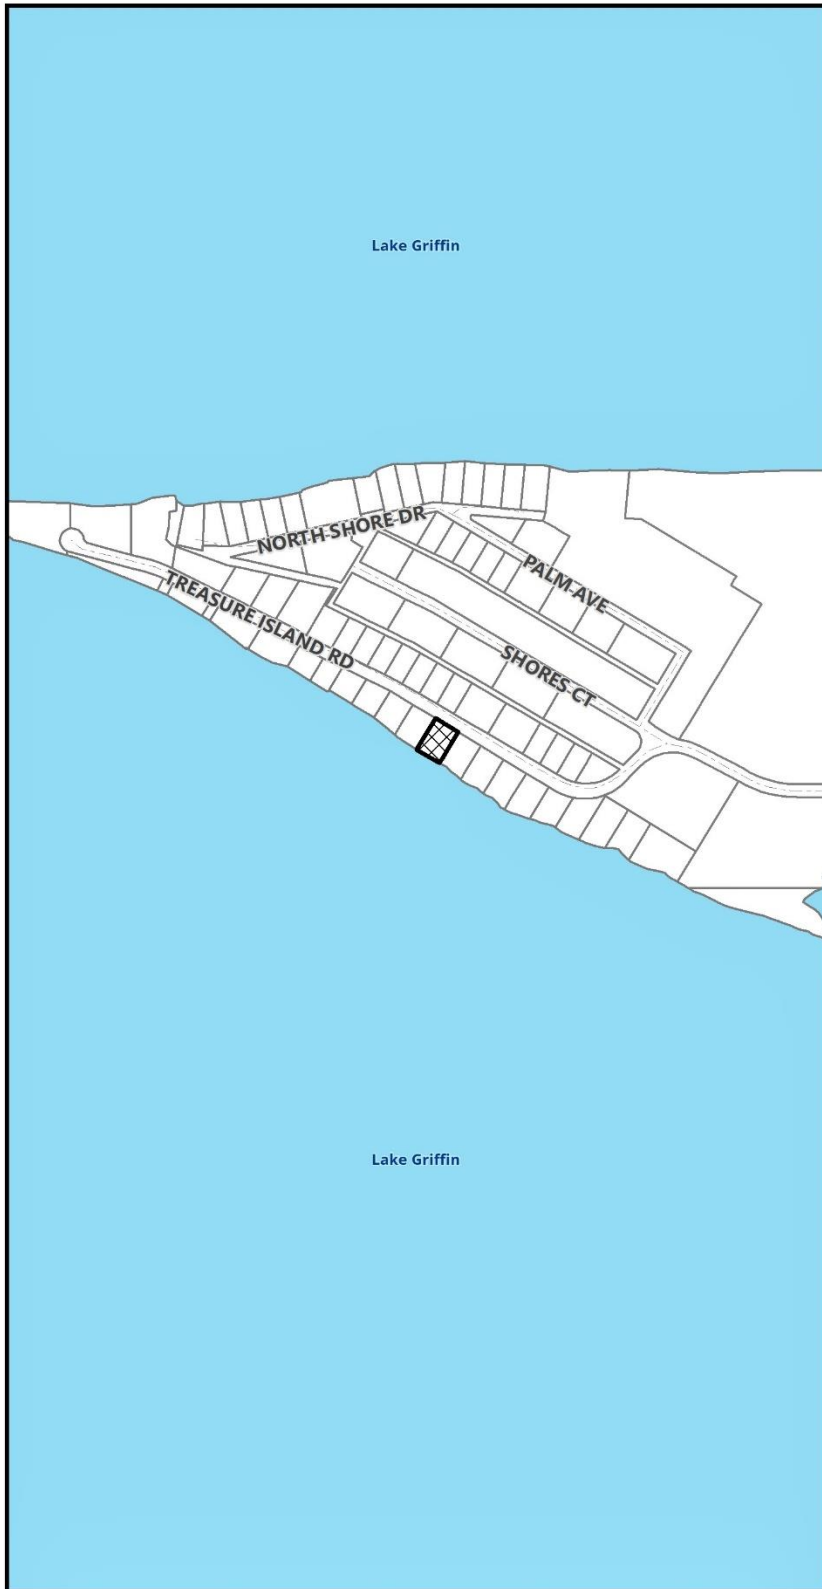 Lake Griffin
NORTH SHORE DR
PALM AVE
TREASURE ISLAND RD
SHORES CT
Lake Griffin